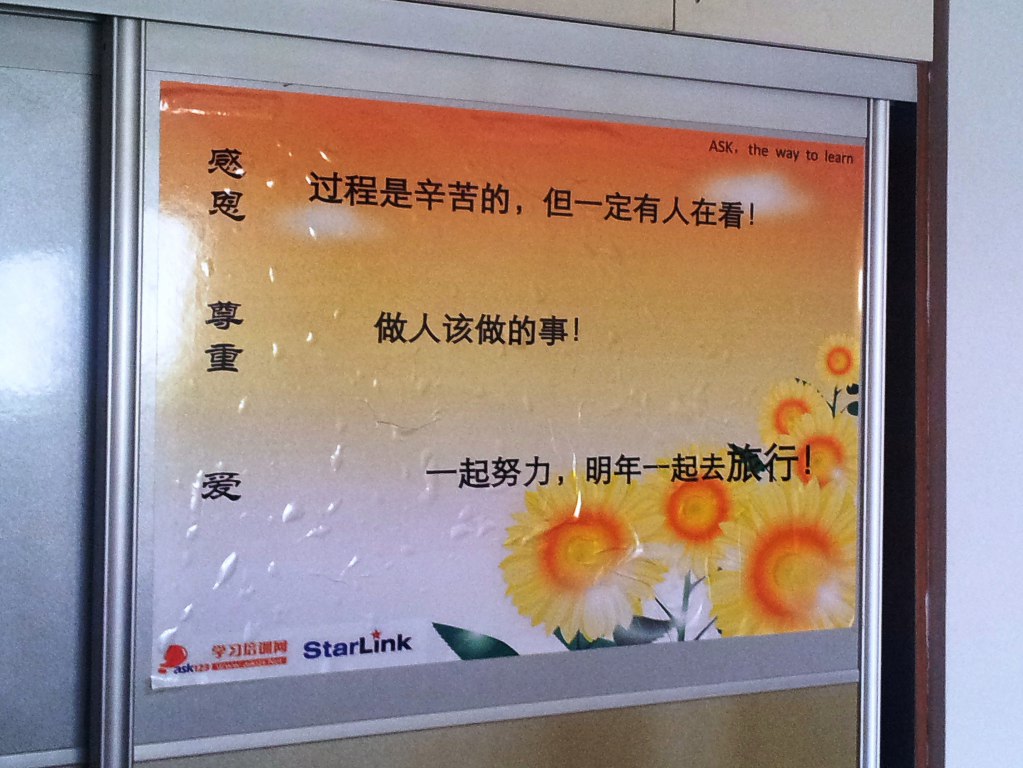 ASK, the way to learn
感恩
过程是辛苦的，但一定有人在看！
尊重
做人该做的事！
爱
一起努力，明年一起去旅行！
ask123
学习培训网
StarLink